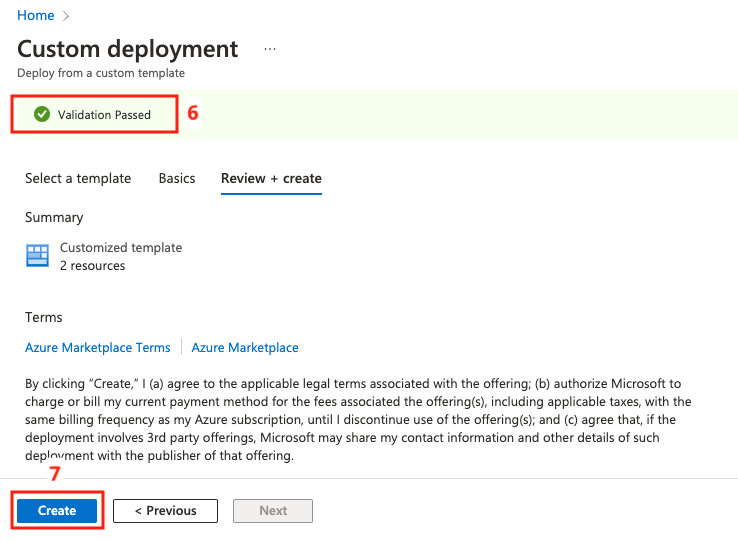 Home >
Custom deployment ...
Deploy from a custom template
Validation Passed 6
Select a template Basics Review + create
Summary
Customized template
2 resources
Terms
Azure Marketplace Terms Azure Marketplace
By clicking “Create,” I (a) agree to the applicable legal terms associated with the offering; (b) authorize Microsoft to
charge or bill my current payment method for the fees associated the offering(s), including applicable taxes, with the
same billing frequency as my Azure subscription, until I discontinue use of the offering(s); and (c) agree that, if the
deployment involves 3rd party offerings, Microsoft may share my contact information and other details of such
deployment with the publisher of that offering.
7
Create < Previous Next